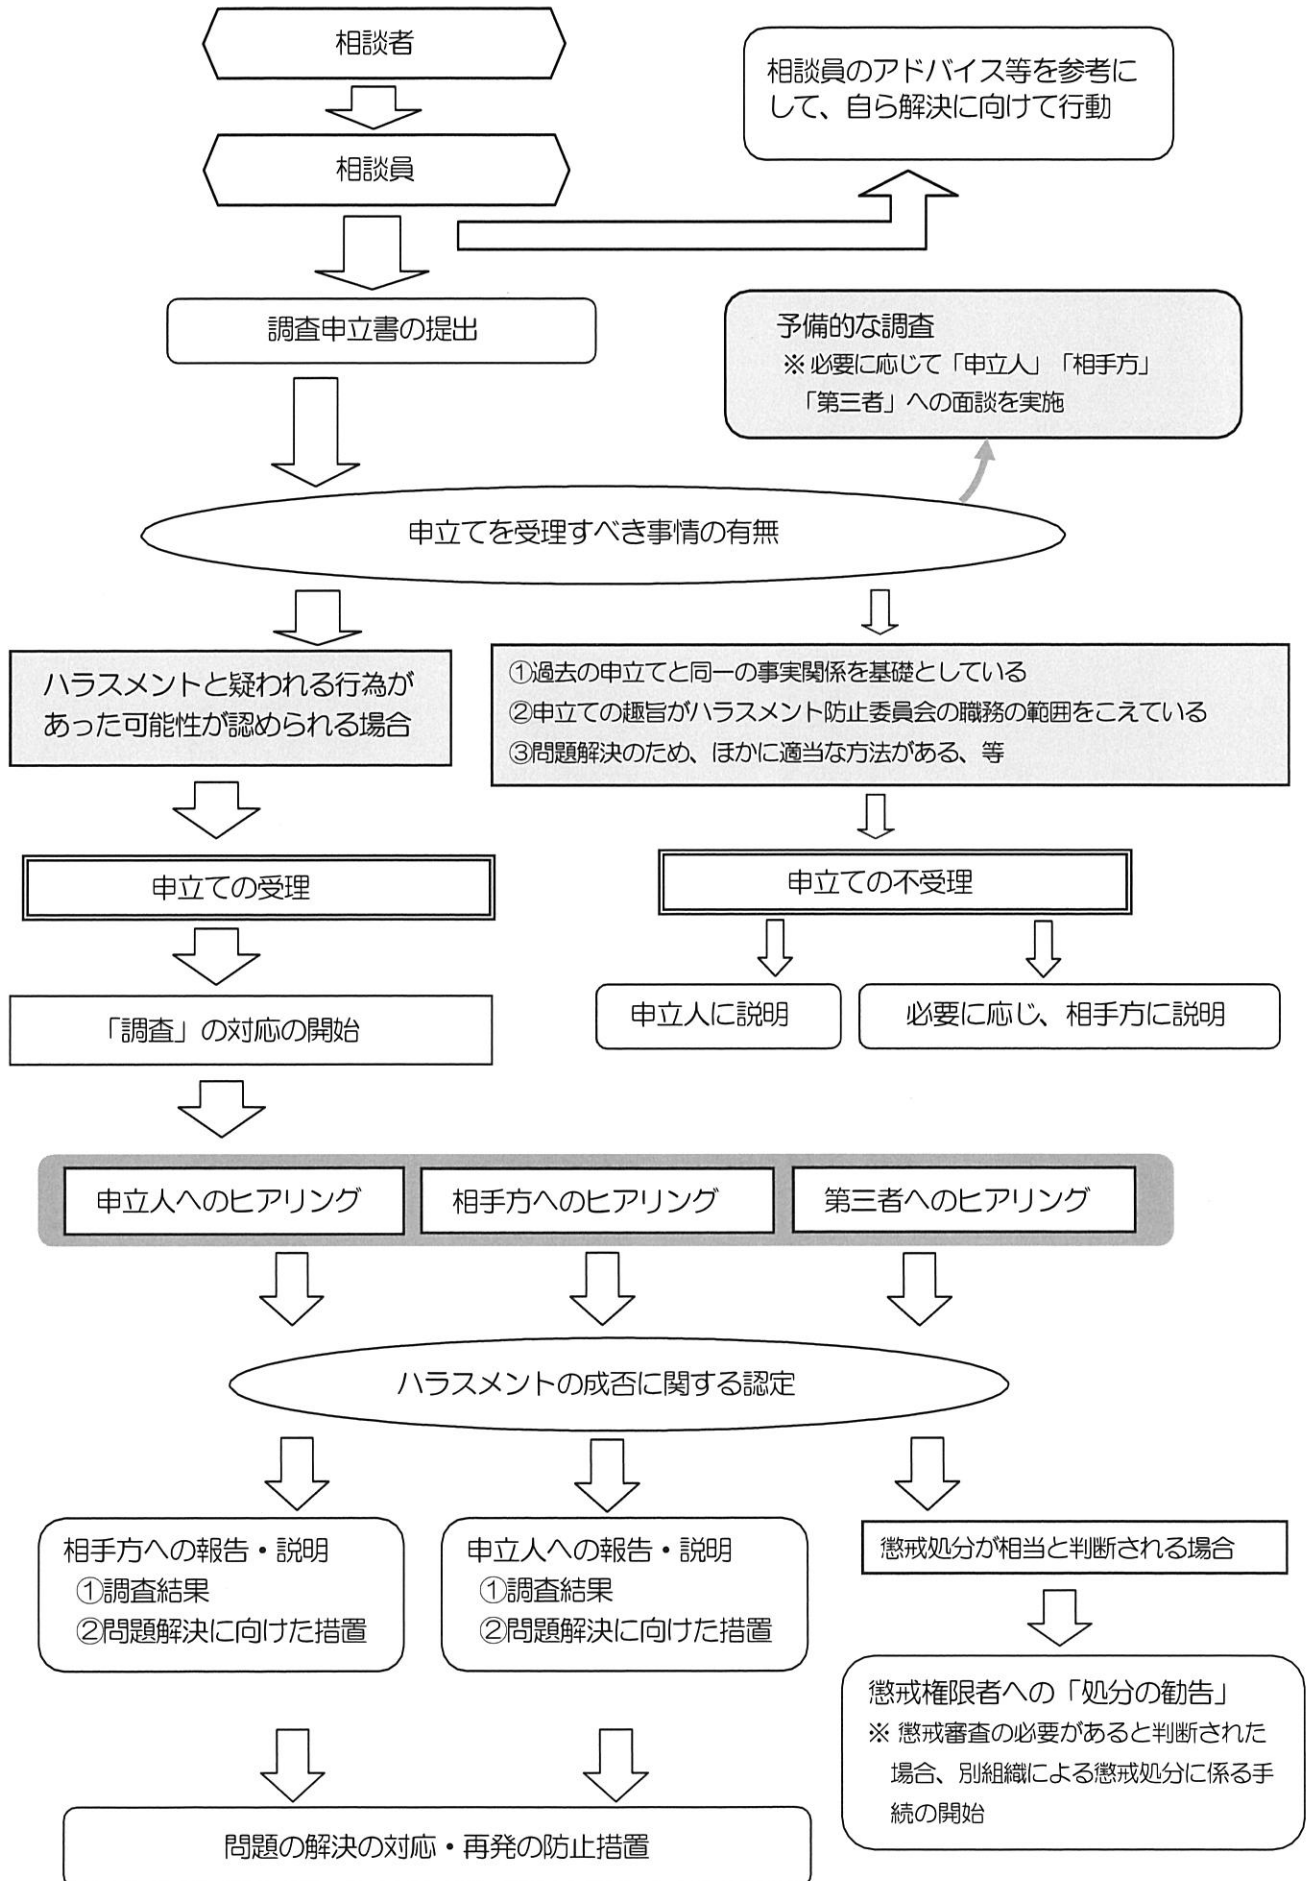 相談者
相談員のアドバイス等を参考に
して、自ら解決に向けて行動
相談員
調査申立書の提出
予備的な調査
※必要に応じて「申立人」「相手方」
「第三者」への面談を実施
申立てを受理すべき事情の有無
ハラスメントと疑われる行為が
あった可能性が認められる場合
①過去の申立てと同一の事実関係を基礎としている
②申立ての趣旨がハラスメント防止委員会の職務の範囲をこえている
③問題解決のため、ほかに適当な方法がある、等
申立ての受理
申立ての不受理
「調査」の対応の開始
申立人に説明
必要に応じ、相手方に説明
申立人へのヒアリング
相手方へのヒアリング
第三者へのヒアリング
ハラスメントの成否に関する認定
相手方への報告・説明
①調査結果
②問題解決に向けた措置
申立人への報告・説明
①調査結果
②問題解決に向けた措置
懲戒処分が相当と判断される場合
懲戒権限者への「処分の勧告」
※ 懲戒審査の必要があると判断された
場合、別組織による懲戒処分に係る手
続の開始
問題の解決の対応・再発の防止措置